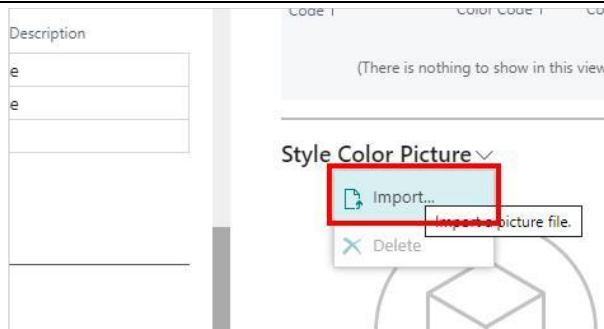 Code 1 Color Code 1 Co
Description
e
(There is nothing to show in this view
e
Style Color Picture
Import...
Import a picture file.
Delete